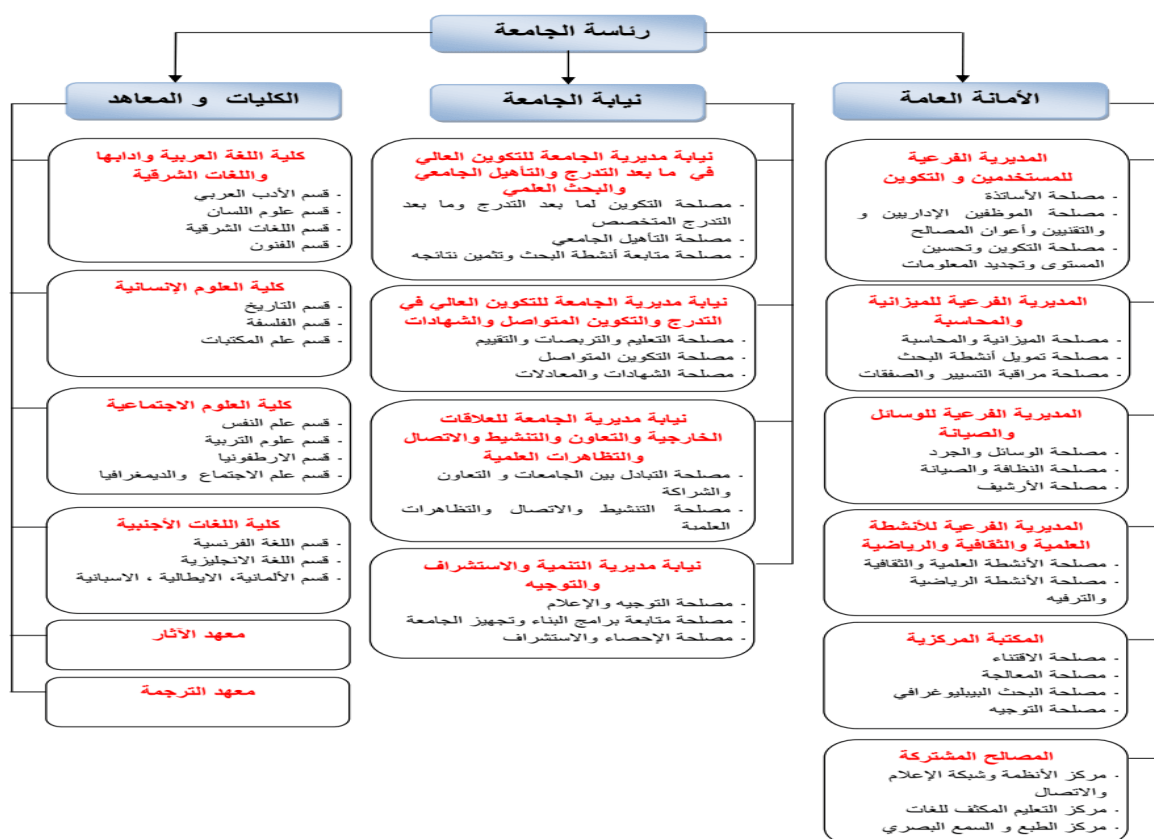 رئاسة الجامعة
الأمانة العامة
نيابة الجامعة
الكليات و المعاهد
المديرية الفرعية
للمستخدمين و التكوين
- مصلحة الأساتذة
- مصلحة الموظفين الإداريين و
والتقنيين وأعوان المصالح
- مصلحة التكوين وتحسين
المستوى وتجديد المعلومات
المديرية الفرعية للميزانية
والمحاسبة
- مصلحة الميزانية والمحاسبة
- مصلحة تمويل أنشطة البحث
- مصلحة مراقبة التسيير والصفقات
المديرية الفرعية للوسائل
والصيانة
- مصلحة الوسائل والجرد
- مصلحة النظافة والصيانة
- مصلحة الأرشيف
المديرية الفرعية للأنشطة
العلمية والثقافية والرياضية
- مصلحة الأنشطة العلمية والثقافية
- مصلحة الأنشطة الرياضية
والترفيه
المكتبة المركزية
- مصلحة الاقتناء
- مصلحة المعالجة
- مصلحة البحث البيبليوغرافي
- مصلحة التوجيه
المصالح المشتركة
- مركز الأنظمة وشبكة الإعلام
والاتصال
- مركز التعليم المكثف للغات
- مركز الطبع و السمع البصري
نيابة مديرية الجامعة للتكوين العالي
في ما بعد التدرج والتأهيل الجامعي
والبحث العلمي
- مصلحة التكوين لما بعد التدرج وما بعد
التدرج المتخصص
- مصلحة التأهيل الجامعي
- مصلحة متابعة أنشطة البحث وتثمين نتائجه
نيابة مديرية الجامعة للتكوين العالي في
التدرج والتكوين المتواصل والشهادات
- مصلحة التعليم والتربصات والتقييم
- مصلحة التكوين المتواصل
- مصلحة الشهادات والمعادلات
نيابة مديرية الجامعة للعلاقات
الخارجية والتعاون والتنشيط والاتصال
والتظاهرات العلمية
- مصلحة التبادل بين الجامعات و التعاون
والشراكة
- مصلحة التنشيط والاتصال والتظاهرات
العلمية
نيابة مديرية التنمية والاستشراف
والتوجيه
- مصلحة التوجيه والإعلام
- مصلحة متابعة برامج البناء وتجهيز الجامعة
- مصلحة الإحصاء والاستشراف
كلية اللغة العربية وادابها
واللغات الشرقية
- قسم الأدب العربي
- قسم علوم اللسان
- قسم اللغات الشرقية
- قسم الفنون
كلية العلوم الإنسانية
- قسم التاريخ
- قسم الفلسفة
- قسم علم المكتبات
كلية العلوم الاجتماعية
- قسم علم النفس
- قسم علوم التربية
- قسم الارطفونيا
- قسم علم الاجتماع والديمغرافيا
كلية اللغات الأجنبية
- قسم اللغة الفرنسية
- قسم اللغة الانجليزية
- قسم الألمانية، الايطالية ، الاسبانية
معهد الآثار
معهد الترجمة